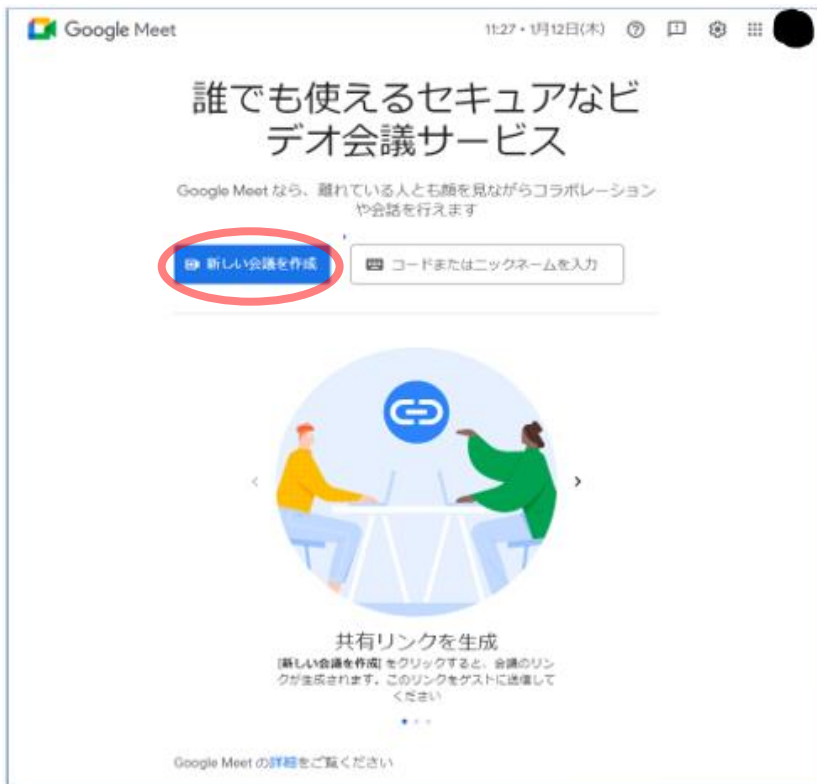 Google Meet
11:27・1月12日(木)
誰でも使えるセキュアなビ
デオ会議サービス
Google Meet なら、離れている人とも顔を見ながらコラボレーション
や会話を行えます
新しい会議を作成
コードまたはニックネームを入力
共有リンクを生成
[新しい会議を作成] をクリックすると、会議のリン
クが生成されます。このリンクをゲストに送信して
ください
Google Meet の詳細をご覧ください